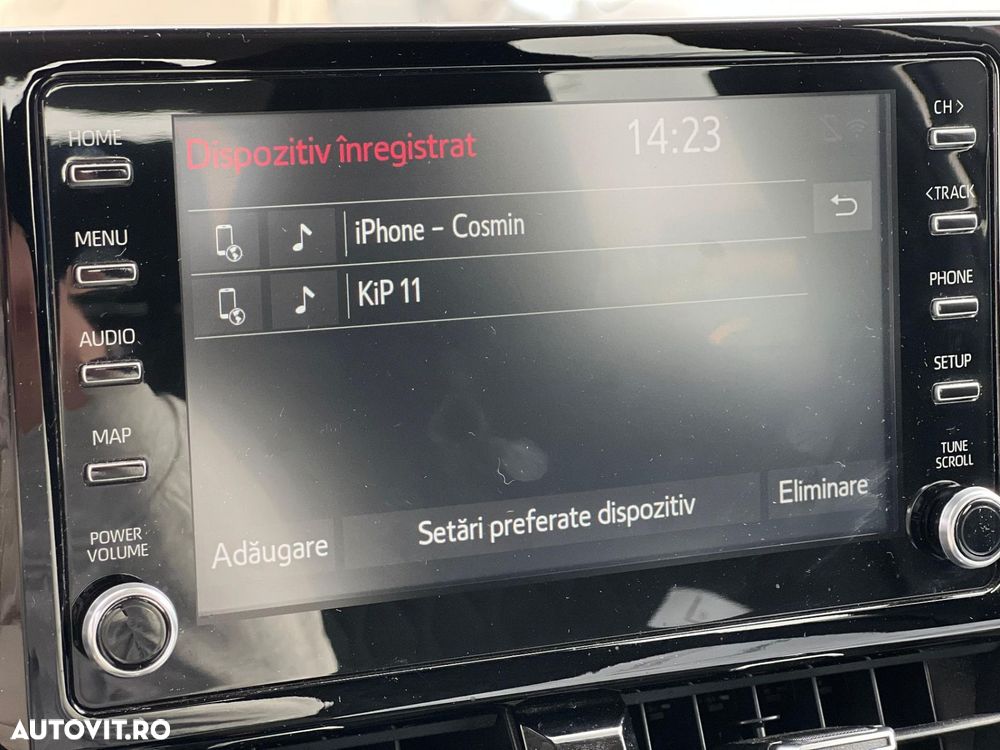 HOME
MENU
AUDIO
MAP
POWER
VOLUME
Dispozitiv înregistrat
14:23
iPhone – Cosmin
KiP 11
Adăugare
Setări preferate dispozitiv
Eliminare
CH >
< TRACK
PHONE
SETUP
TUNE
SCROLL
AUTOVIT.RO